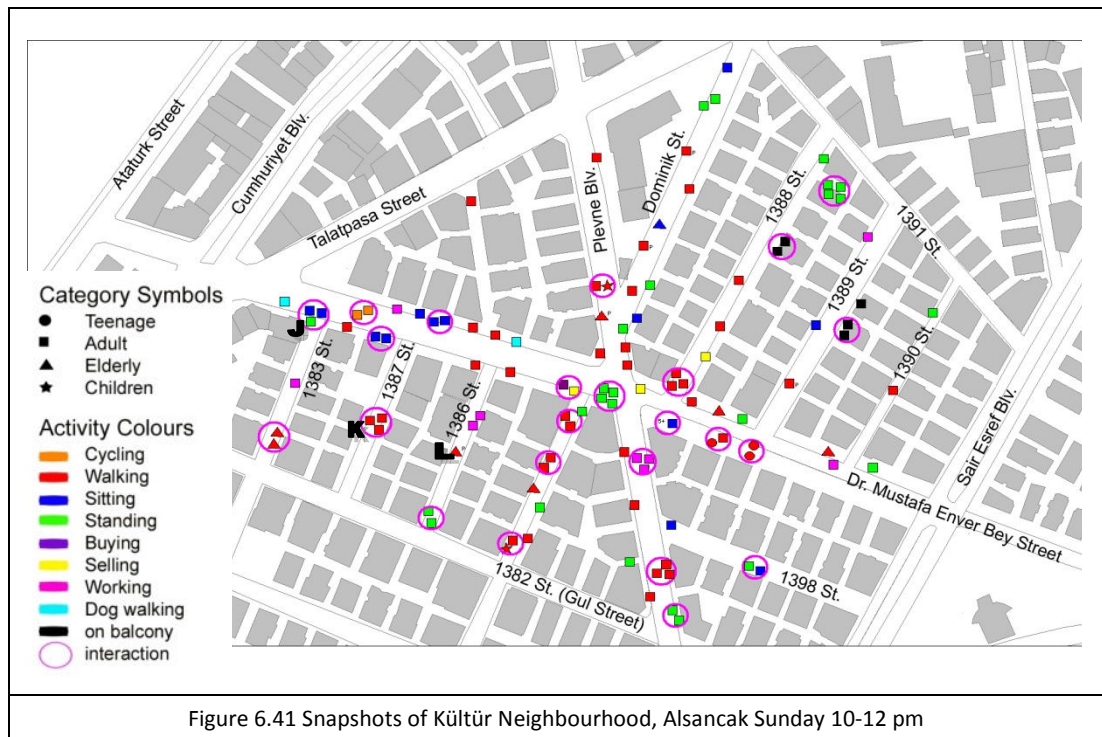 Ataturk Street
Cumhuriyet Blv.
Talatpasa Street
Plevne Blv.
Dominik St.
1388 St.
1391 St.
1389 St.
1390 St.
Sair Esref Blv.
Dr. Mustafa Enver Bey Street
1398 St.
1382 St. (Gul Street)
1383 St.
1387 St.
1386 St.
J
K
L
Category Symbols
Teenage
Adult
Elderly
Children
Activity Colours
Cycling
Walking
Sitting
Standing
Buying
Selling
Working
Dog walking
on balcony
interaction
Figure 6.41 Snapshots of Kültür Neighbourhood, Alsancak Sunday 10-12 pm